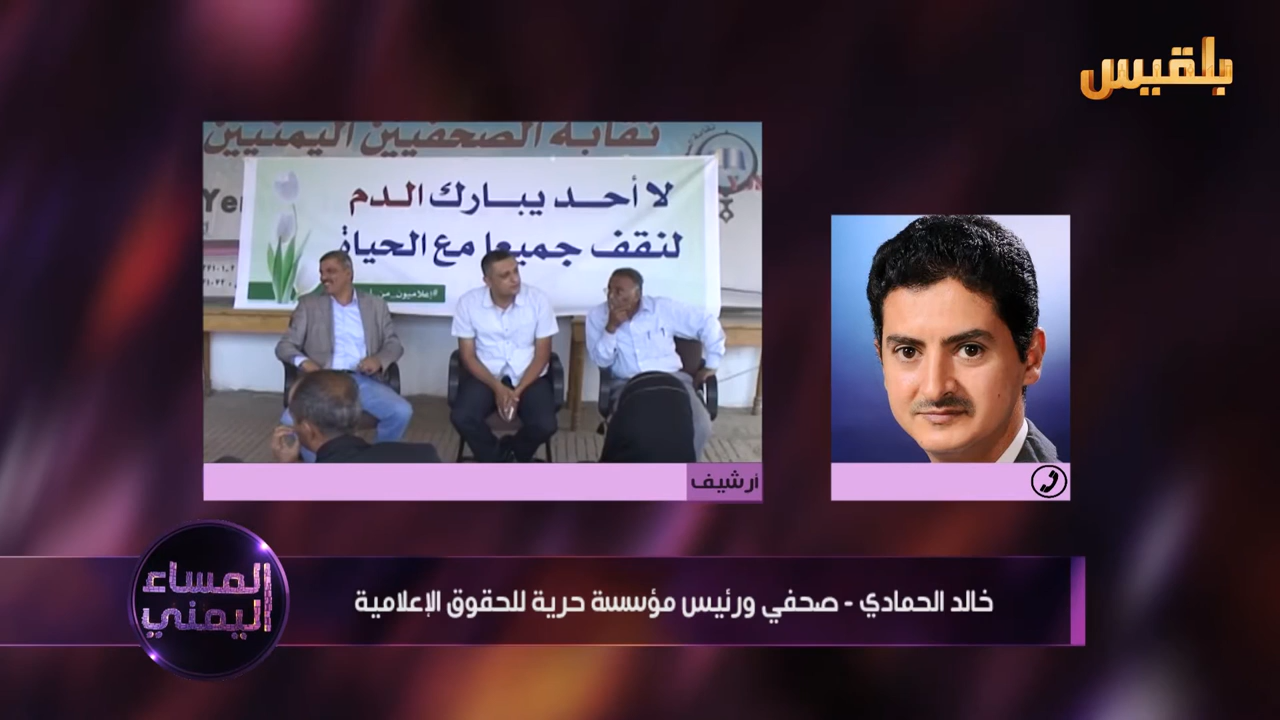 بلقيس
نقابة الصحفيين اليمنيين
لا أحد يبارك الدم
لنقف جميعا مع الحياة
#إعلاميون_من
أرشيف
خالد الحمادي - صحفي ورئيس مؤسسة حرية للحقوق الإعلامية
المساء
اليمني